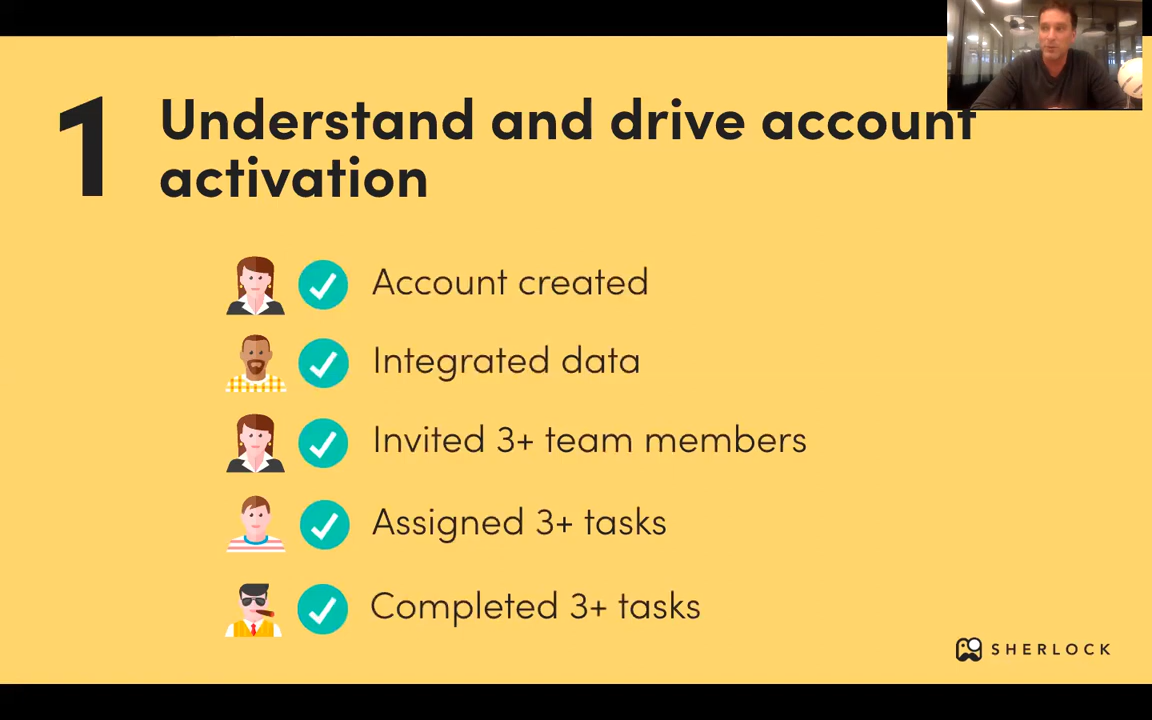 1
Understand and drive account
activation
Account created
Integrated data
Invited 3+ team members
Assigned 3+ tasks
Completed 3+ tasks
SHERLOCK